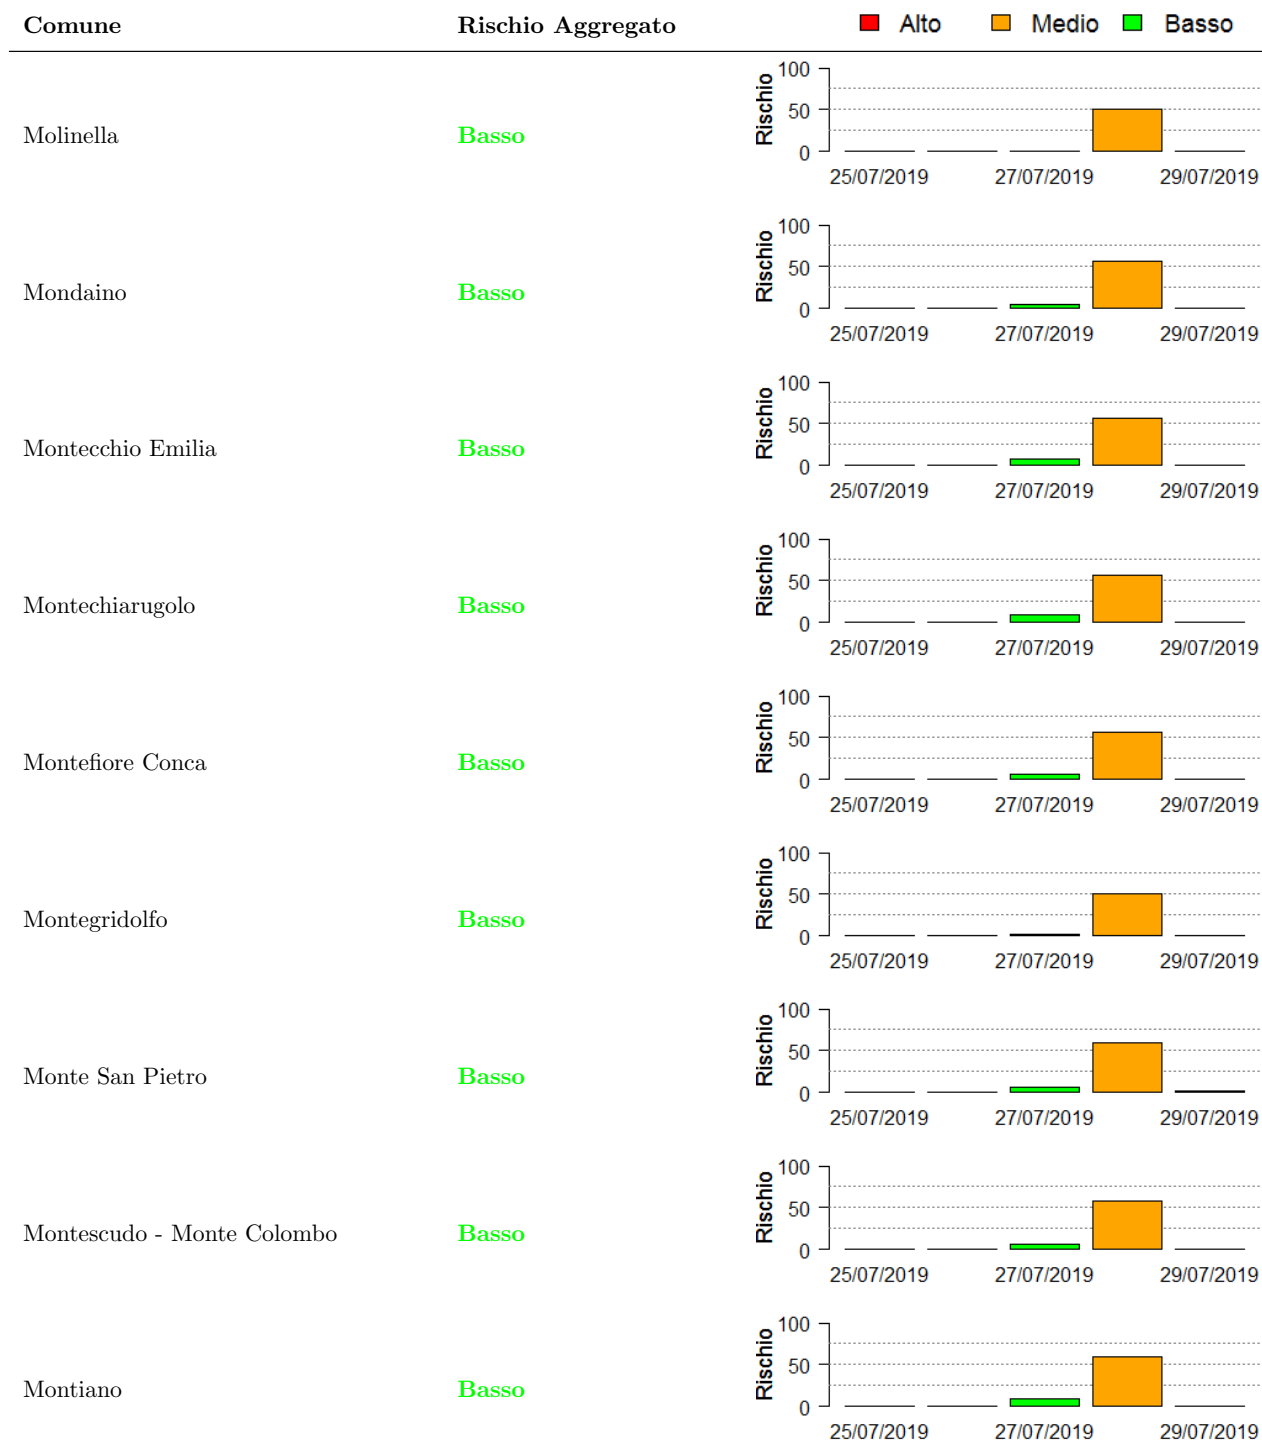 Comune Rischio Aggregato Alto Medio Basso
Molinella Basso Rischio 100 50 0
25/07/2019 27/07/2019 29/07/2019
Mondaino Basso Rischio 100 50 0
25/07/2019 27/07/2019 29/07/2019
Montecchio Emilia Basso Rischio 100 50 0
25/07/2019 27/07/2019 29/07/2019
Montechiarugolo Basso Rischio 100 50 0
25/07/2019 27/07/2019 29/07/2019
Montefiore Conca Basso Rischio 100 50 0
25/07/2019 27/07/2019 29/07/2019
Montegridolfo Basso Rischio 100 50 0
25/07/2019 27/07/2019 29/07/2019
Monte San Pietro Basso Rischio 100 50 0
25/07/2019 27/07/2019 29/07/2019
Montescudo - Monte Colombo Basso Rischio 100 50 0
25/07/2019 27/07/2019 29/07/2019
Montiano Basso Rischio 100 50 0
25/07/2019 27/07/2019 29/07/2019